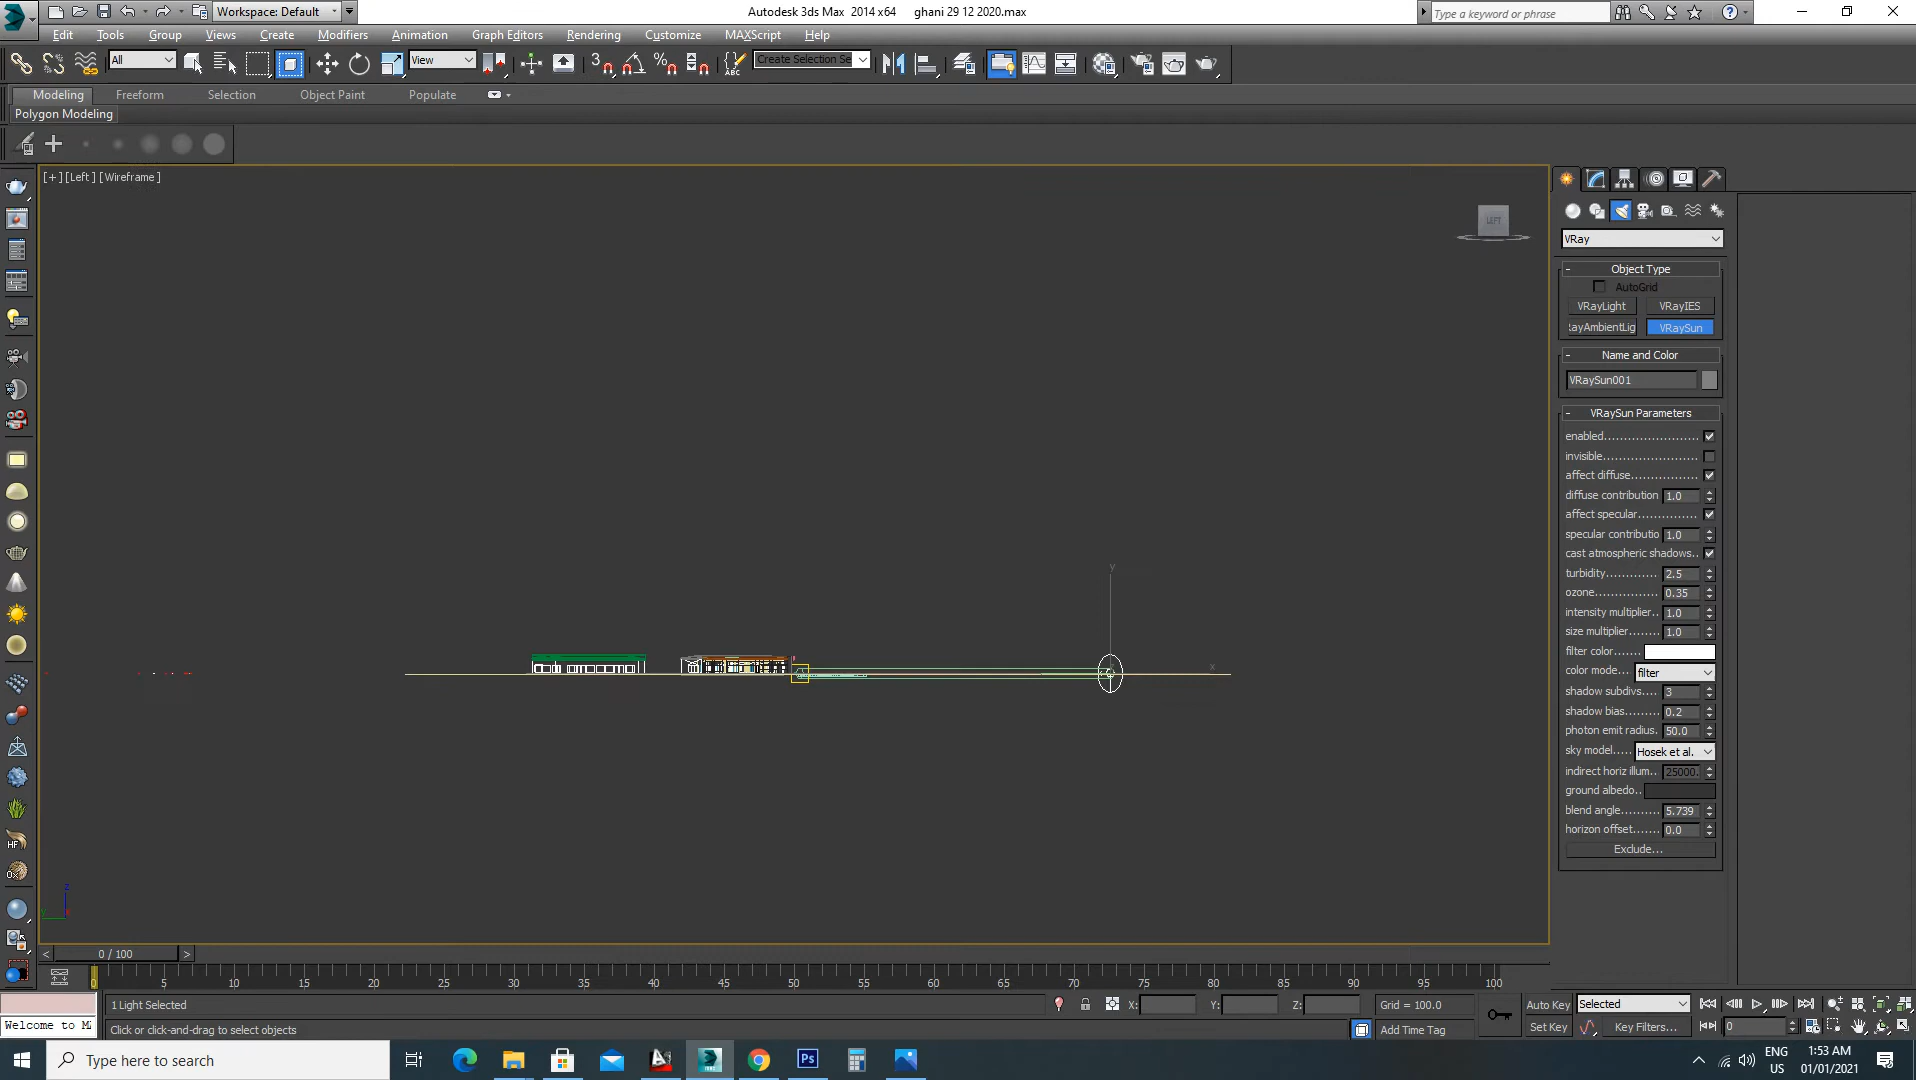 Workspace: Default
Autodesk 3ds Max 2014 x64 ghani 29 12 2020.max
Type a keyword or phrase
Edit Tools Group Views Create Modifiers Animation Graph Editors Rendering Customize MAXScript Help
All
View
Create Selection Se
Modeling Freeform Selection Object Paint Populate
Polygon Modeling
[+] [Left] [Wireframe]
LEFT
VRay
- Object Type
AutoGrid
VRayLight VRayIES
RayAmbientLig VRaySun
- Name and Color
VRaySun001
- VRaySun Parameters
enabled
invisible
affect diffuse
diffuse contribution 1.0
affect specular
specular contributio 1.0
cast atmospheric shadows..
turbidity 2.5
ozone 0.35
intensity multiplier.. 1.0
size multiplier 1.0
filter color
color mode filter
shadow subdivs 3
shadow bias 0.2
photon emit radius. 50.0
sky model Hosek et al.
indirect horiz illum.. 25000.
ground albedo..
blend angle 5.739
horizon offset 0.0
Exclude...
y
x
z
< 0 / 100 >
0 5 10 15 20 25 30 35 40 45 50 55 60 65 70 75 80 85 90 95 100
1 Light Selected
X: Y: Z: Grid = 100.0
Auto Key Selected
Welcome to M
Click or click-and-drag to select objects
Add Time Tag
Set Key Key Filters... 0
Type here to search
Ps
ENG
US
1:53 AM
01/01/2021